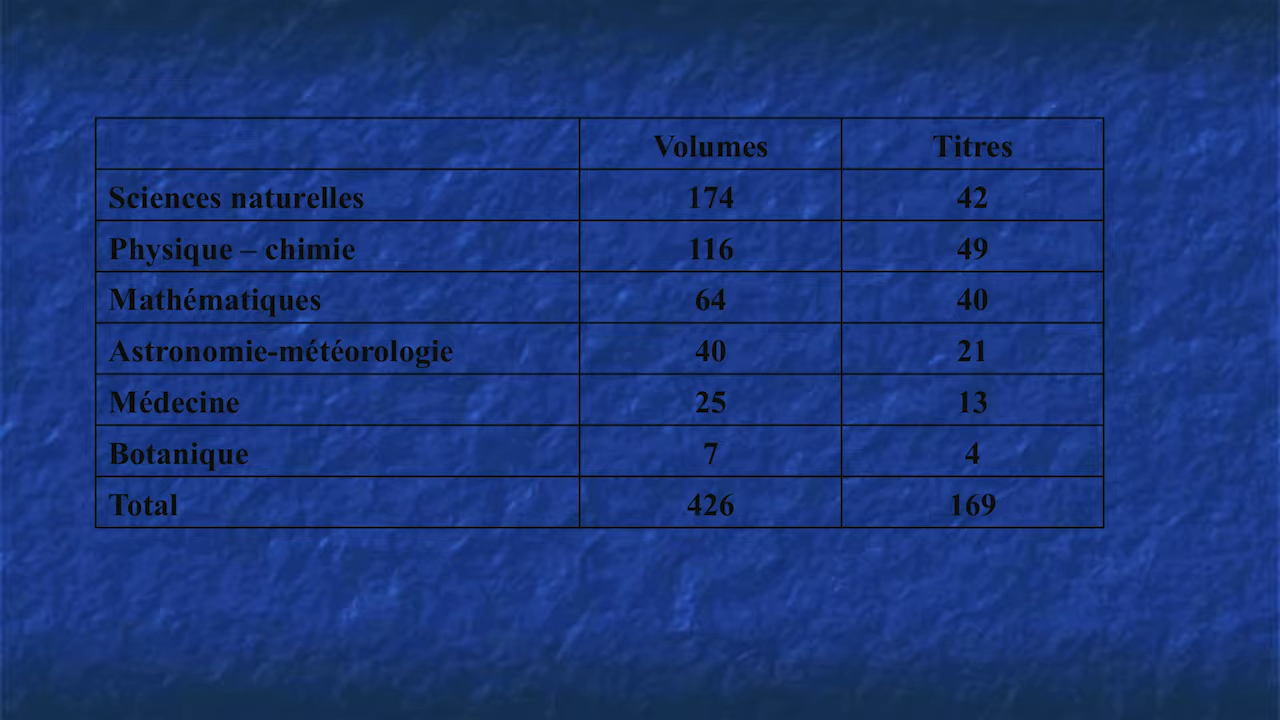 Volumes Titres
Sciences naturelles 174 42
Physique – chimie 116 49
Mathématiques 64 40
Astronomie-météorologie 40 21
Médecine 25 13
Botanique 7 4
Total 426 169